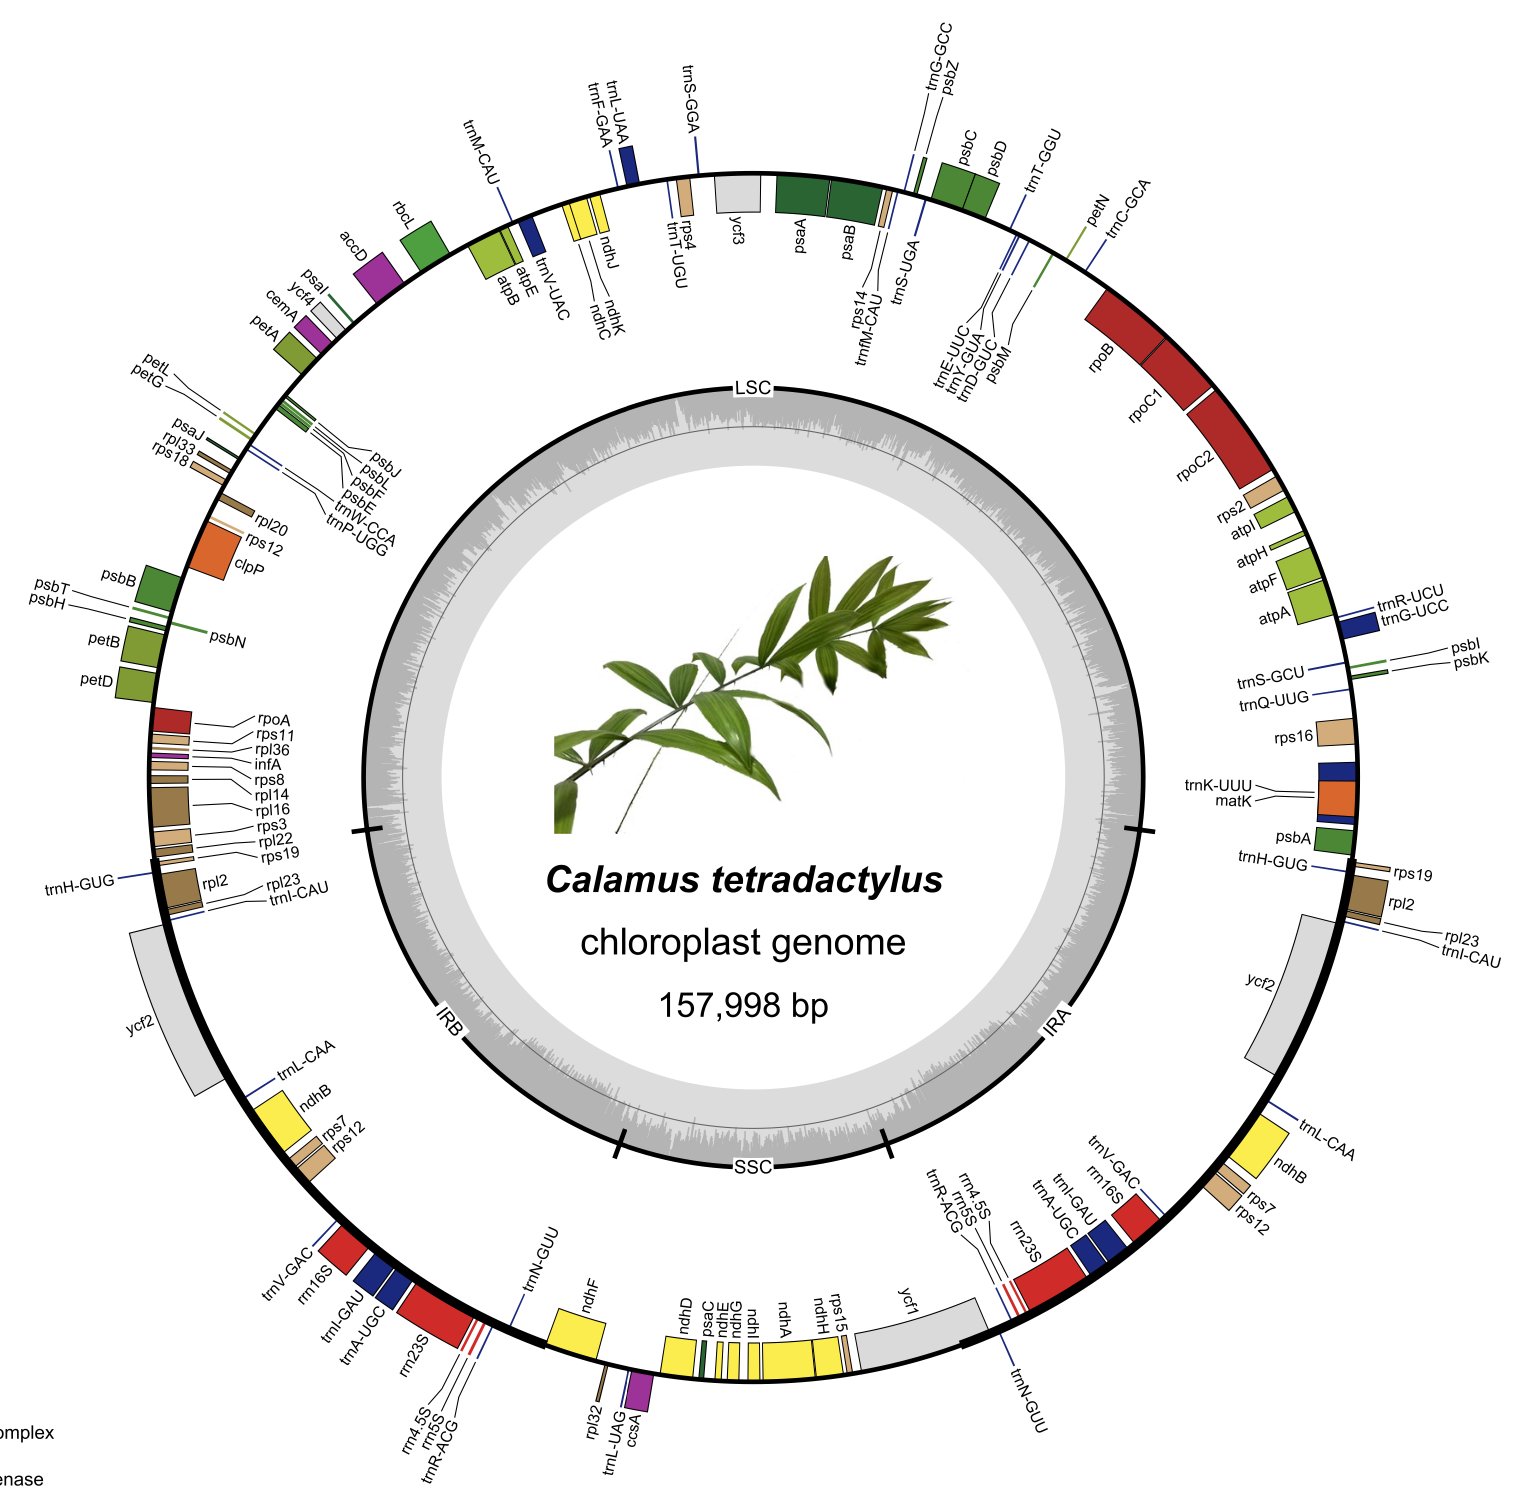 trnG-GCC
psbZ
trnS-GGA
trnL-UAA
trnF-GAA
trnM-CAU
psbC
psbD
trnT-GGU
petN
trnC-GCA
rbcL
accD
psaI
ycf4
cemA
petA
atpB
atpE
trnV-UAC
ndhC
ndhK
ndhJ
trnT-UGU
rps4
ycf3
psaA
psaB
rps14
trnfM-CAU
trnS-UGA
trnE-UUC
trnY-GUA
trnD-GUC
psbM
rpoB
rpoC1
rpoC2
rps2
atpI
atpH
atpF
atpA
trnR-UCU
trnG-UCC
psbI
psbK
trnS-GCU
trnQ-UUG
rps16
trnK-UUU
matK
psbA
trnH-GUG
rps19
rpl2
rpl23
trnI-CAU
ycf2
trnL-CAA
ndhB
rps7
rps12
trnV-GAC
rrn16S
trnI-GAU
trnA-UGC
rrn23S
rrn4.5S
rrn5S
trnR-ACG
trnN-GUU
ycf1
rps15
ndhH
ndhA
ndhI
ndhG
ndhE
psaC
ndhD
ccsA
trnL-UAG
rpl32
ndhF
trnN-GUU
trnR-ACG
rrn5S
rrn4.5S
rrn23S
trnA-UGC
trnI-GAU
rrn16S
trnV-GAC
rps12
rps7
ndhB
trnL-CAA
ycf2
trnI-CAU
rpl23
rpl2
trnH-GUG
rps19
rpl22
rps3
rpl16
rpl14
rps8
infA
rpl36
rps11
rpoA
petD
petB
psbH
psbT
psbN
psbB
clpP
rps12
rpl20
rps18
rpl33
psaJ
trnP-UGG
trnW-CCA
psbE
psbF
psbL
psbJ
petG
petL
LSC
IRB
IRA
SSC
Calamus tetradactylus
chloroplast genome
157,998 bp
omplex
enase